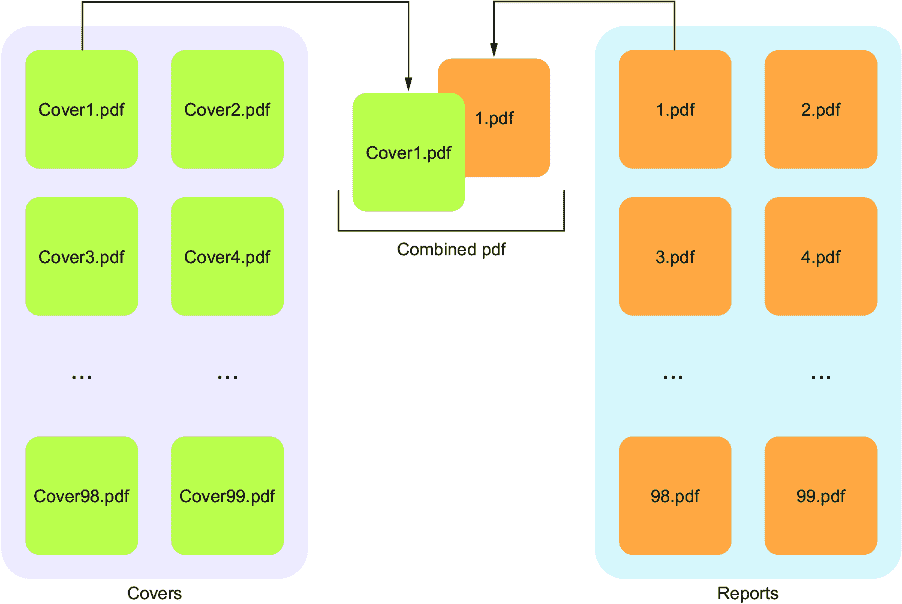 Cover1.pdf
Cover2.pdf
Cover3.pdf
Cover4.pdf
...
...
Cover98.pdf
Cover99.pdf
Covers
1.pdf
Cover1.pdf
Combined pdf
1.pdf
2.pdf
3.pdf
4.pdf
...
...
98.pdf
99.pdf
Reports